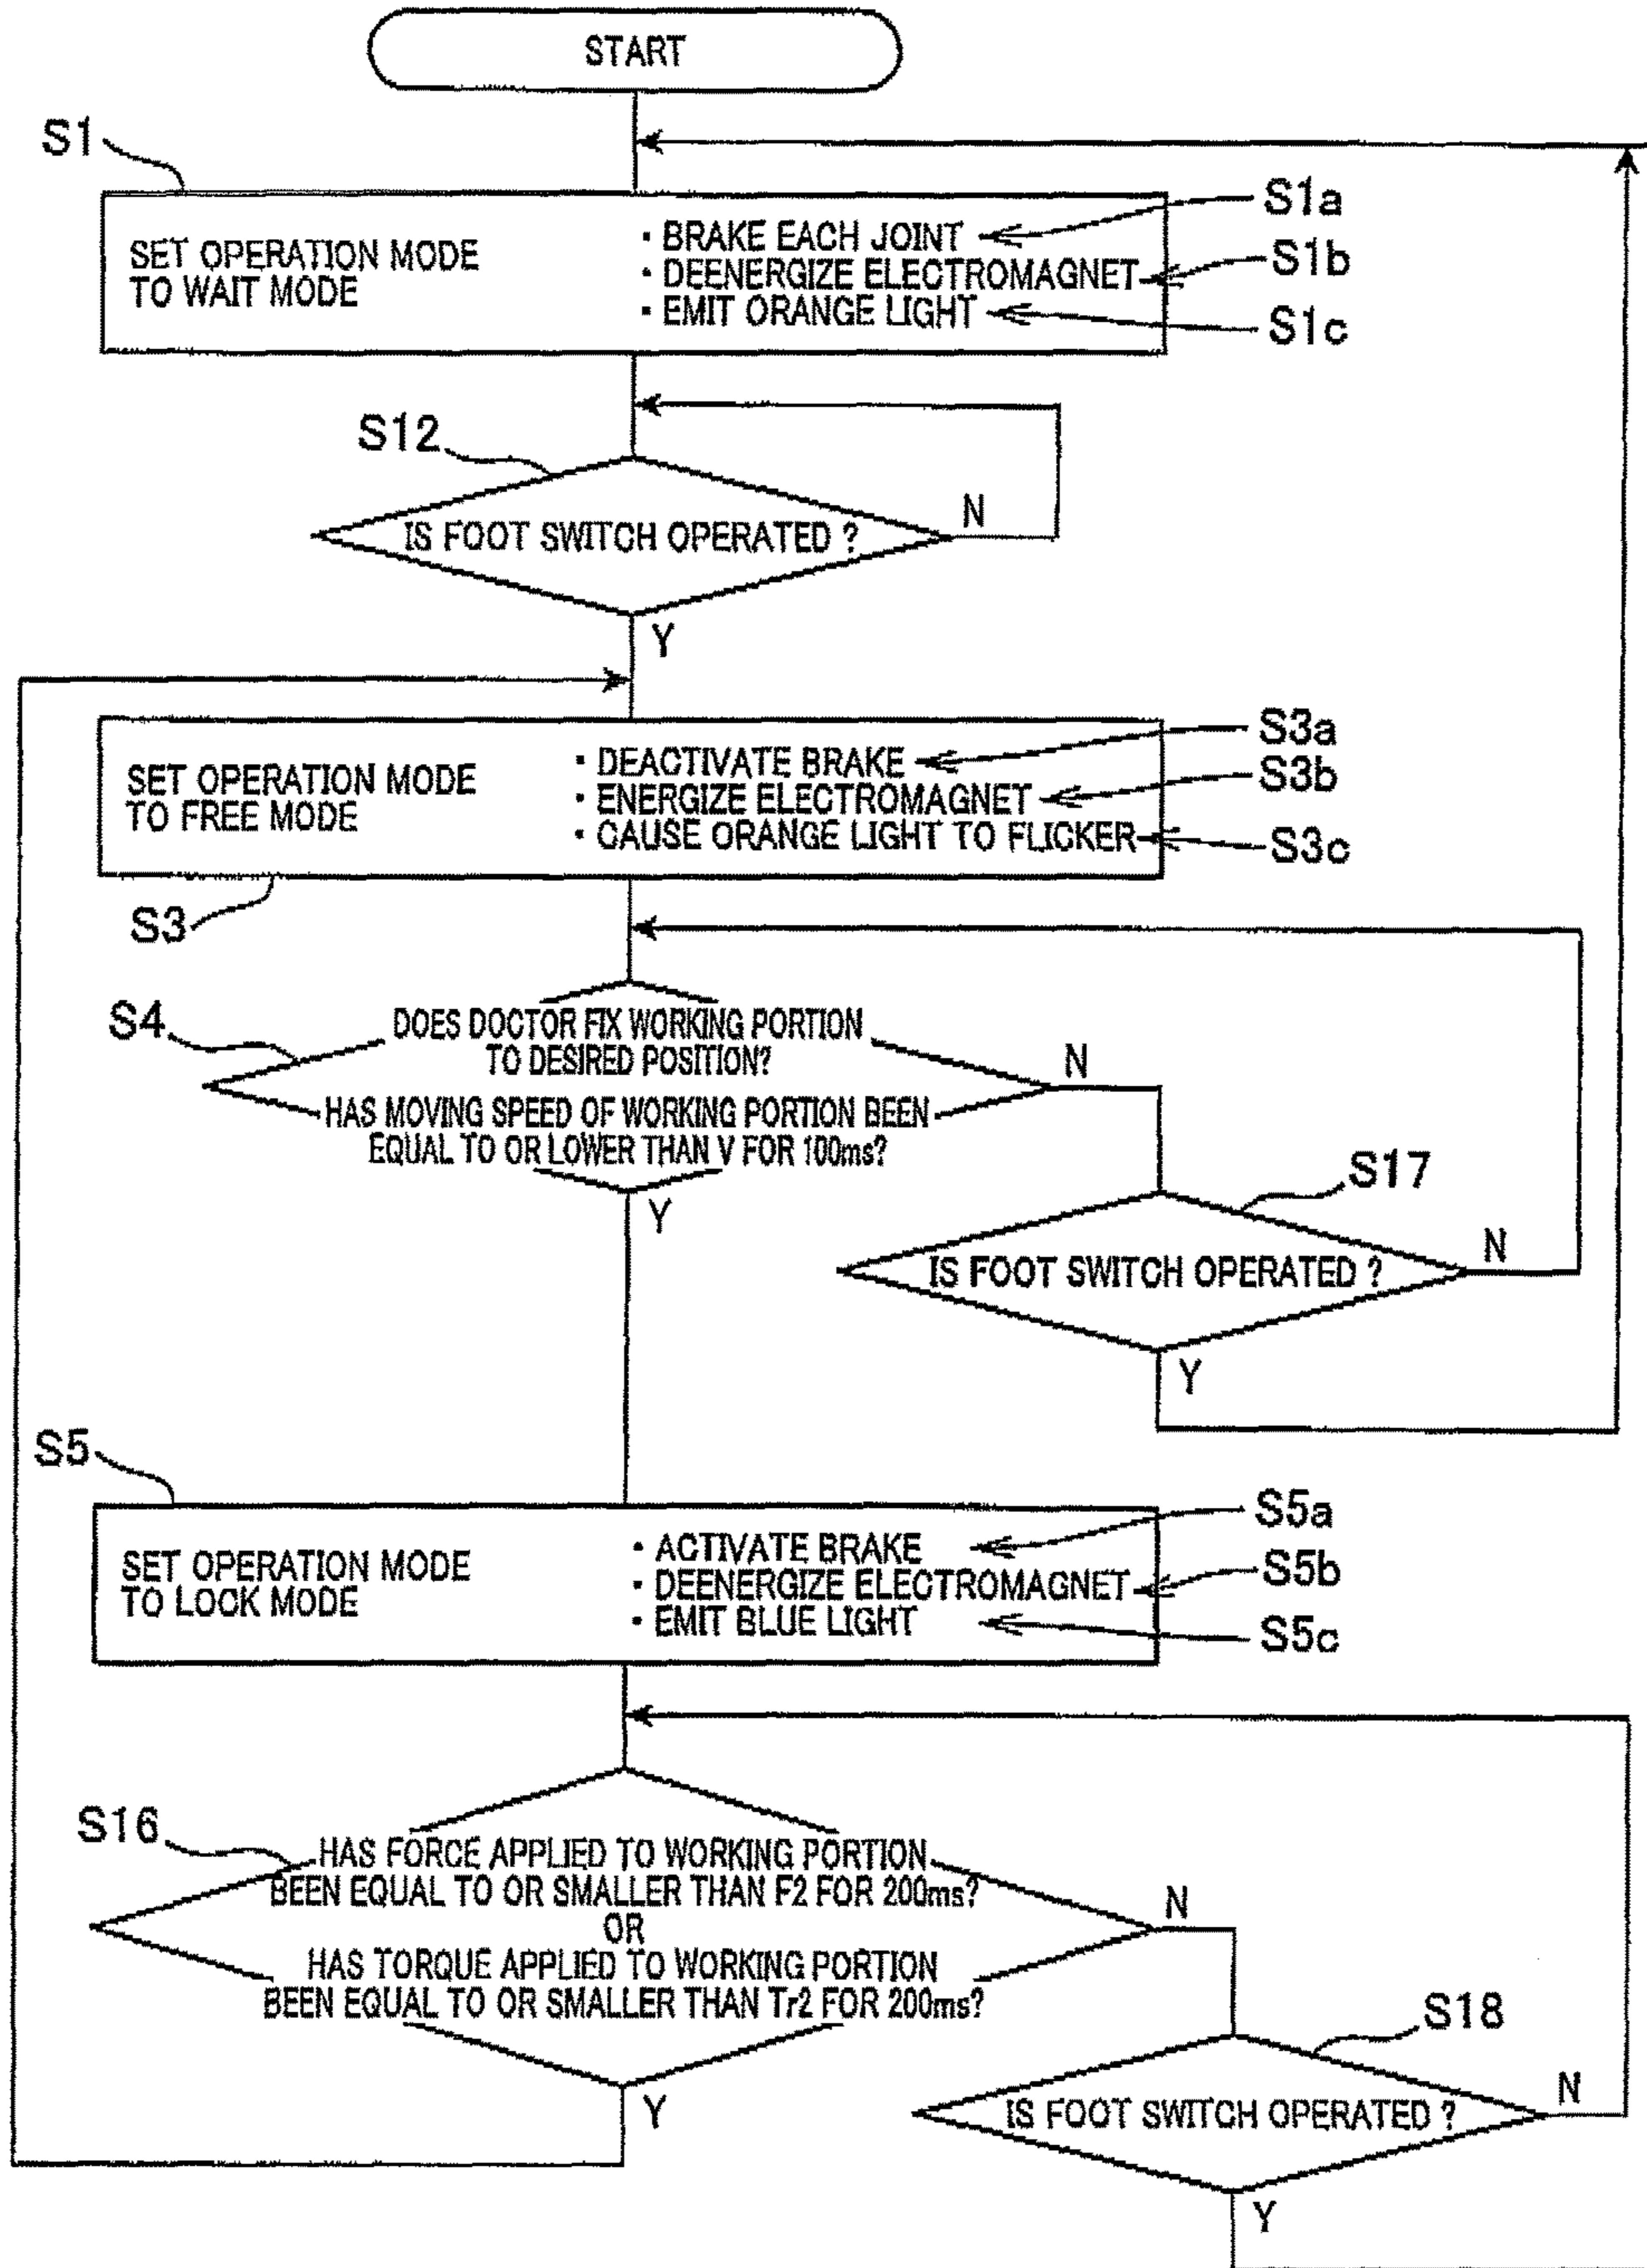 START
S1
SET OPERATION MODE
TO WAIT MODE
· BRAKE EACH JOINT
· DEENERGIZE ELECTROMAGNET
· EMIT ORANGE LIGHT
S1a
S1b
S1c
S12
IS FOOT SWITCH OPERATED ?
N
Y
SET OPERATION MODE
TO FREE MODE
· DEACTIVATE BRAKE
· ENERGIZE ELECTROMAGNET
· CAUSE ORANGE LIGHT TO FLICKER
S3a
S3b
S3c
S3
S4
DOES DOCTOR FIX WORKING PORTION
TO DESIRED POSITION?
HAS MOVING SPEED OF WORKING PORTION BEEN
EQUAL TO OR LOWER THAN V FOR 100ms?
N
Y
S17
IS FOOT SWITCH OPERATED ?
N
Y
S5
SET OPERATION MODE
TO LOCK MODE
· ACTIVATE BRAKE
· DEENERGIZE ELECTROMAGNET
· EMIT BLUE LIGHT
S5a
S5b
S5c
S16
HAS FORCE APPLIED TO WORKING PORTION
BEEN EQUAL TO OR SMALLER THAN F2 FOR 200ms?
OR
HAS TORQUE APPLIED TO WORKING PORTION
BEEN EQUAL TO OR SMALLER THAN Tr2 FOR 200ms?
N
Y
S18
IS FOOT SWITCH OPERATED ?
N
Y